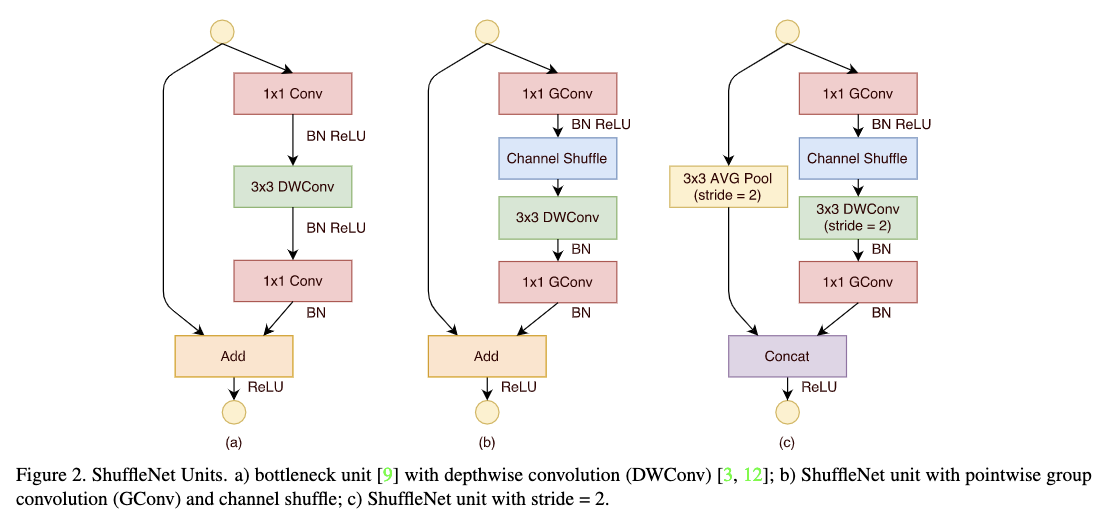 1x1 Conv
BN ReLU
3x3 DWConv
BN ReLU
1x1 Conv
BN
Add
ReLU
(a)
1x1 GConv
BN ReLU
Channel Shuffle
3x3 DWConv
BN
1x1 GConv
BN
Add
ReLU
(b)
1x1 GConv
BN ReLU
Channel Shuffle
3x3 AVG Pool
(stride = 2)
3x3 DWConv
(stride = 2)
BN
1x1 GConv
BN
Concat
ReLU
(c)
Figure 2. ShuffleNet Units. a) bottleneck unit [9] with depthwise convolution (DWConv) [3, 12]; b) ShuffleNet unit with pointwise group
convolution (GConv) and channel shuffle; c) ShuffleNet unit with stride = 2.